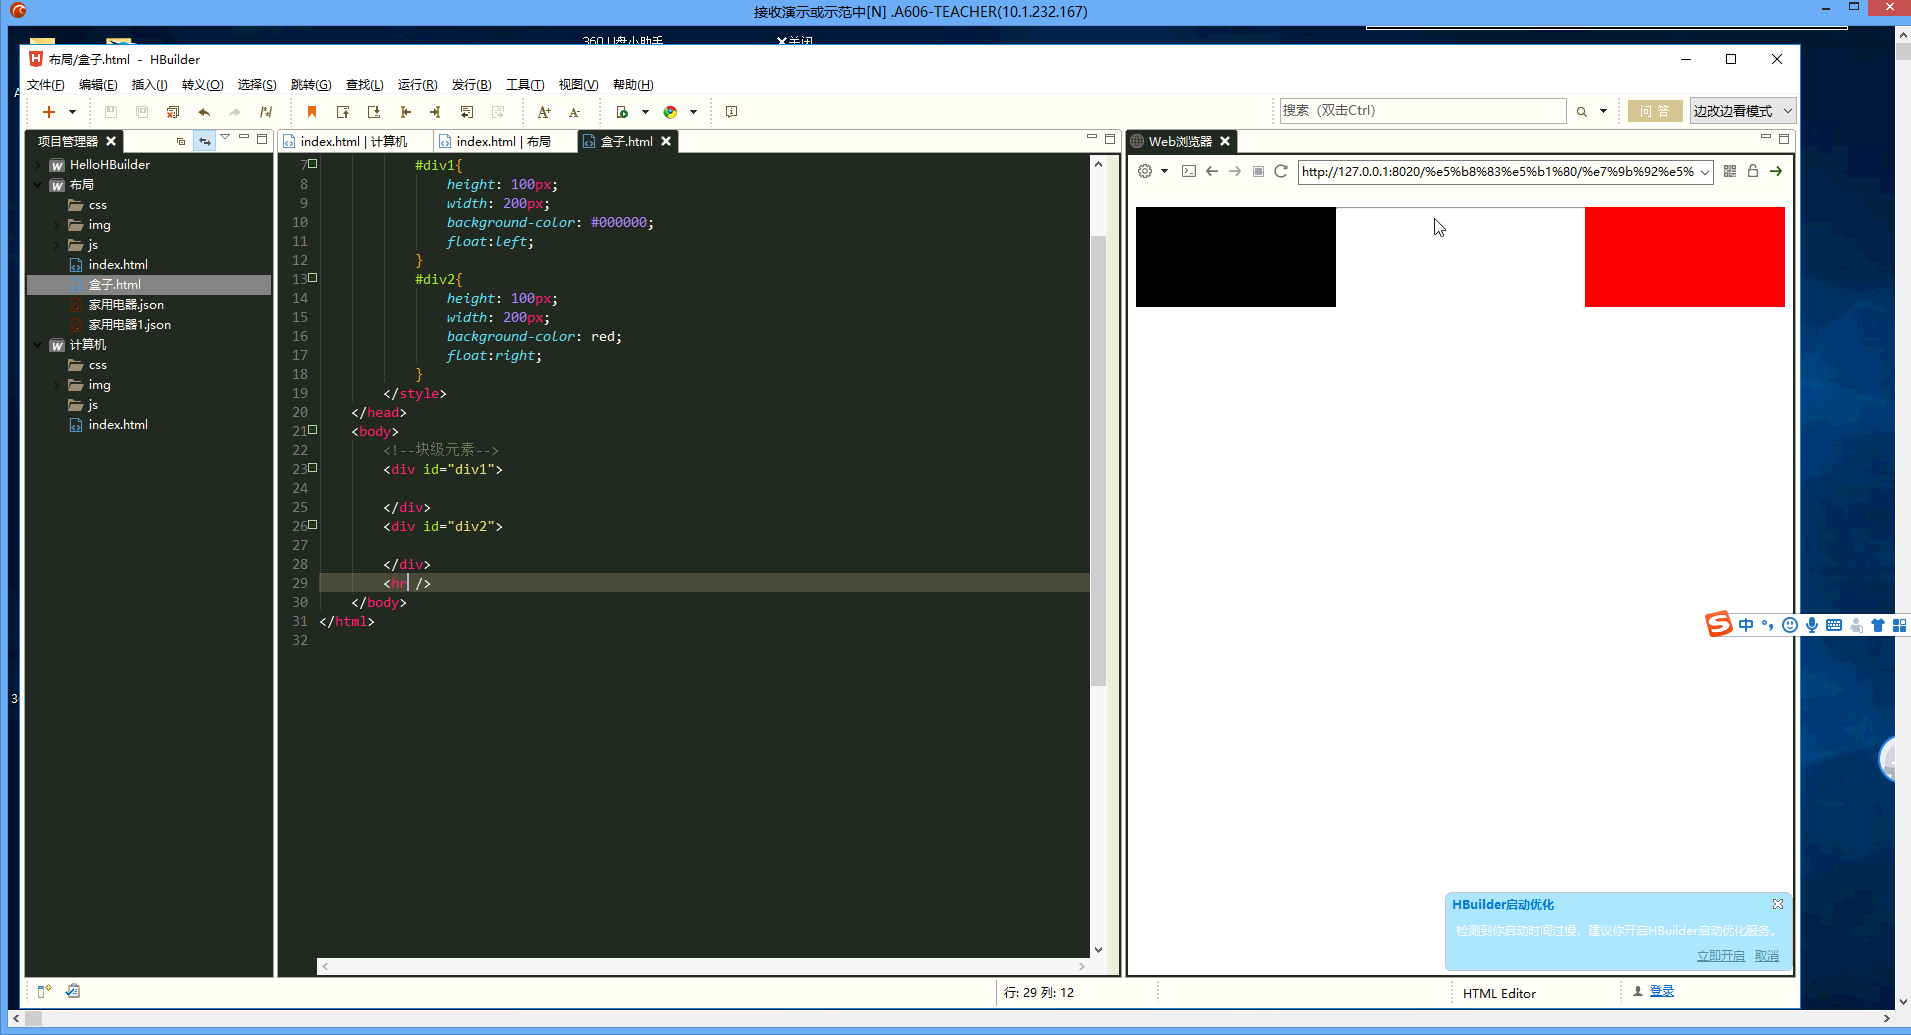 接收演示或示范中[N] .A606-TEACHER(10.1.232.167)
360 U盘小助手
关闭
布局/盒子.html - HBuilder
文件(F) 编辑(E) 插入(I) 转义(O) 选择(S) 跳转(G) 查找(L) 运行(R) 发行(B) 工具(T) 视图(V) 帮助(H)
搜索（双击Ctrl）
问 答
边改边看模式
项目管理器
index.html | 计算机
index.html | 布局
盒子.html
Web浏览器
http://127.0.0.1:8020/%e5%b8%83%e5%b1%80/%e7%9b%92%e5%
HelloHBuilder
布局
css
img
js
index.html
盒子.html
家用电器.json
家用电器1.json
计算机
css
img
js
index.html
7 #div1{
8 height: 100px;
9 width: 200px;
10 background-color: #000000;
11 float:left;
12 }
13 #div2{
14 height: 100px;
15 width: 200px;
16 background-color: red;
17 float:right;
18 }
19 </style>
20 </head>
21 <body>
22 <!--块级元素-->
23 <div id="div1">
24
25 </div>
26 <div id="div2">
27
28 </div>
29 <hr />
30 </body>
31 </html>
32
中
HBuilder启动优化
检测到你启动时间过慢，建议你开启HBuilder启动优化服务。
立即开启 取消
行: 29 列: 12
HTML Editor
登录